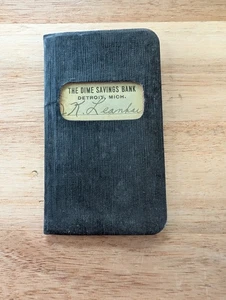 THE DIME SAVINGS BANK
DETROIT, MICH.
K.